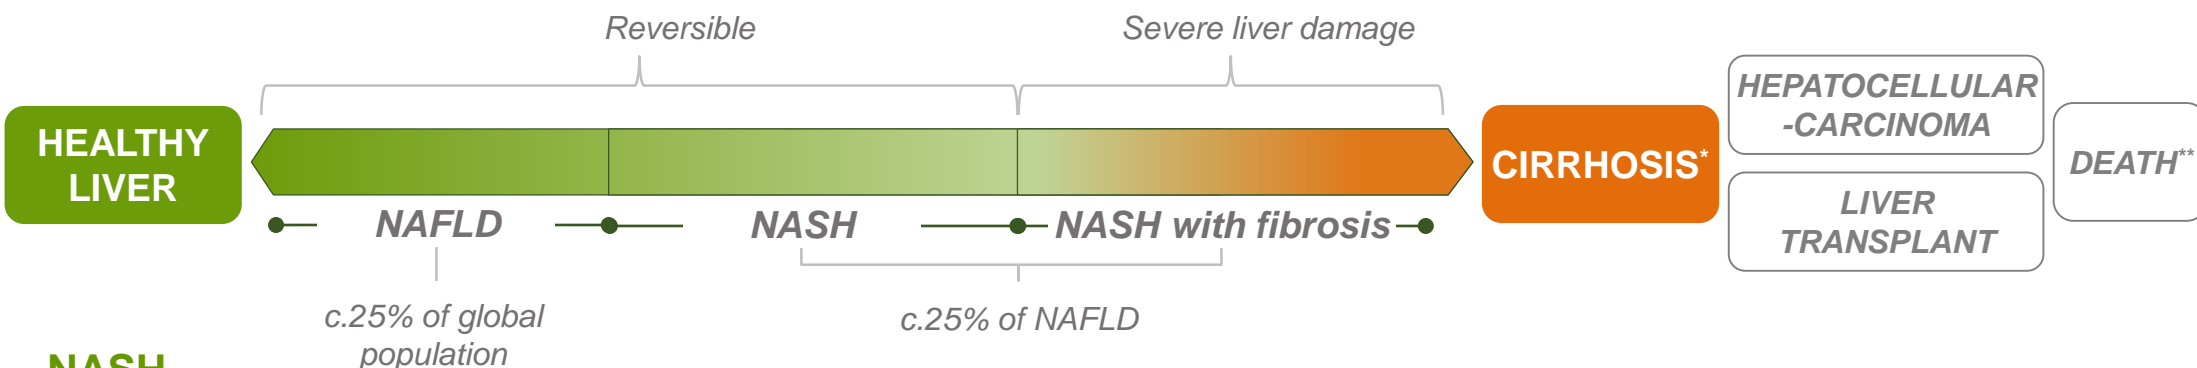 Reversible
Severe liver damage
HEALTHY
LIVER
CIRRHOSIS*
HEPATOCELLULAR
-CARCINOMA
LIVER
TRANSPLANT
DEATH**
NAFLD
NASH
NASH with fibrosis
c.25% of global
population
c.25% of NAFLD
NASH